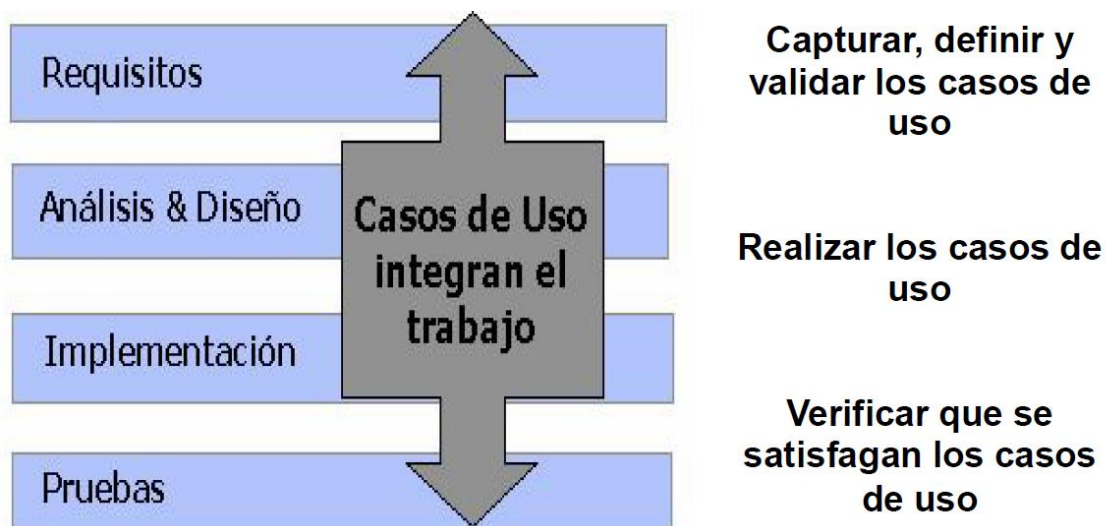 Requisitos
Capturar, definir y
validar los casos de
uso
Análisis & Diseño
Casos de Uso
integran el
trabajo
Realizar los casos de
uso
Implementación
Pruebas
Verificar que se
satisfagan los casos
de uso